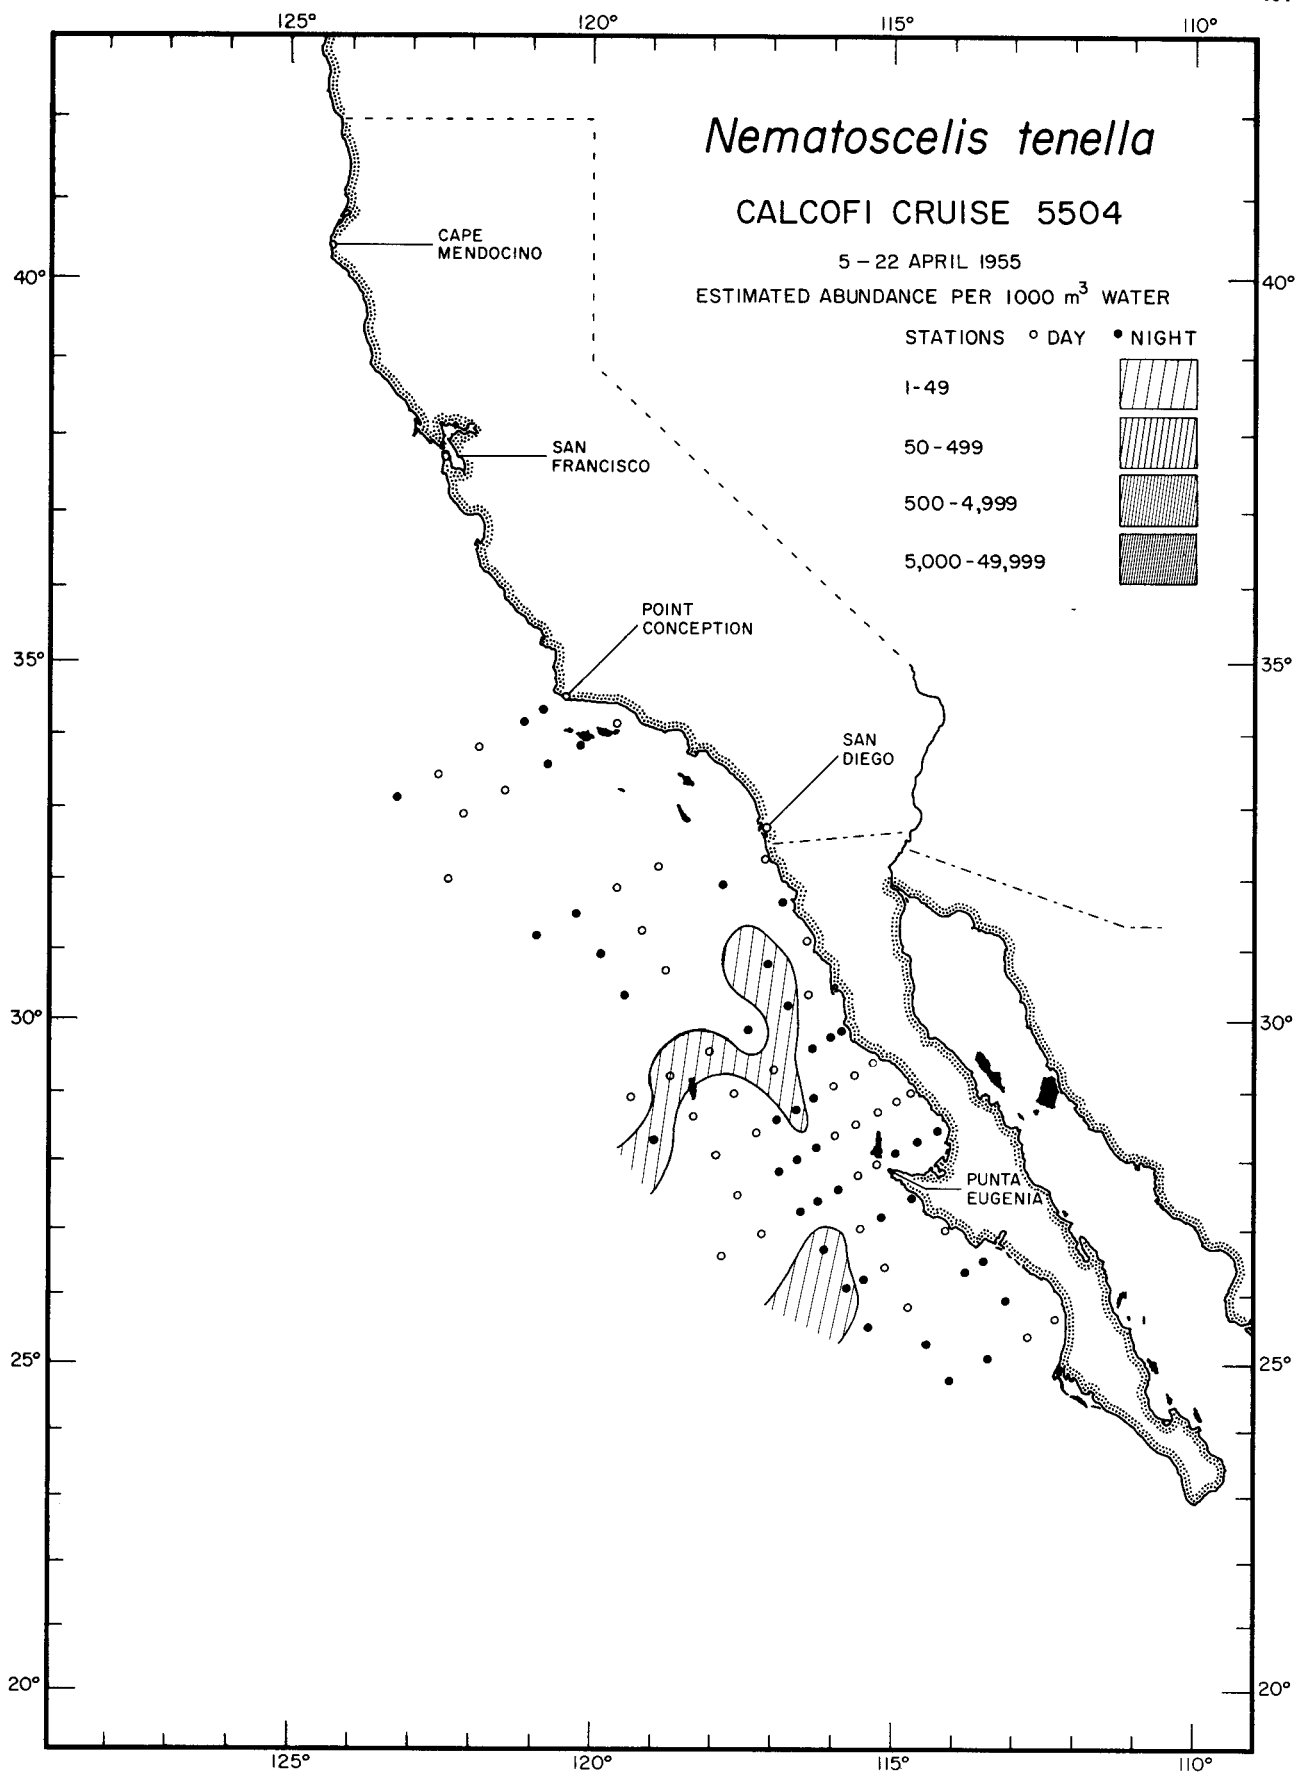 125° 120° 115° 110°
Nematoscelis tenella
CALCOFI CRUISE 5504
5 – 22 APRIL 1955
ESTIMATED ABUNDANCE PER 1000 m³ WATER
STATIONS ○ DAY ● NIGHT
1-49
50-499
500-4,999
5,000-49,999
CAPE
MENDOCINO
40° 40°
SAN
FRANCISCO
POINT
CONCEPTION
35° 35°
SAN
DIEGO
30° 30°
PUNTA
EUGENIA
25° 25°
20° 20°
125° 120° 115° 110°